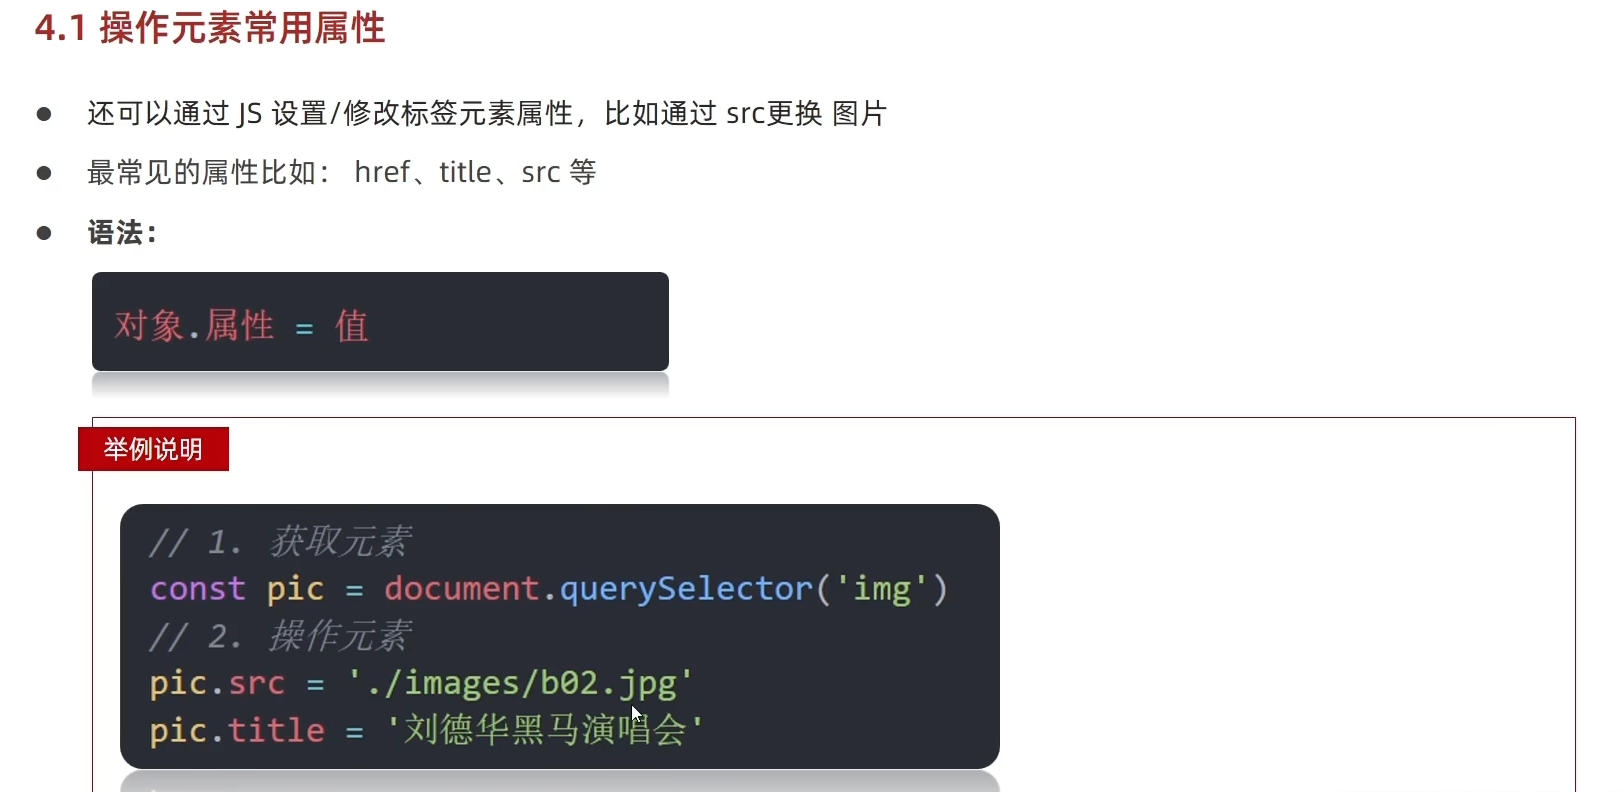 4.1 操作元素常用属性
● 还可以通过 JS 设置/修改标签元素属性，比如通过 src更换 图片
● 最常见的属性比如： href、title、src 等
● 语法：
对象.属性 = 值
举例说明
// 1. 获取元素
const pic = document.querySelector('img')
// 2. 操作元素
pic.src = './images/b02.jpg'
pic.title = '刘德华黑马演唱会'